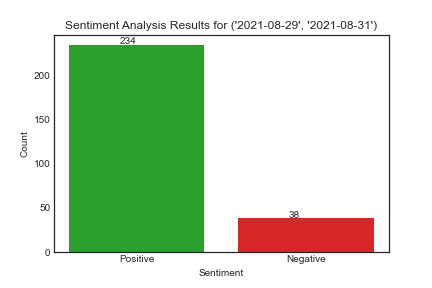 Sentiment Analysis Results for ('2021-08-29', '2021-08-31')
234
200
150
100
50
0
38
Count
Positive
Negative
Sentiment